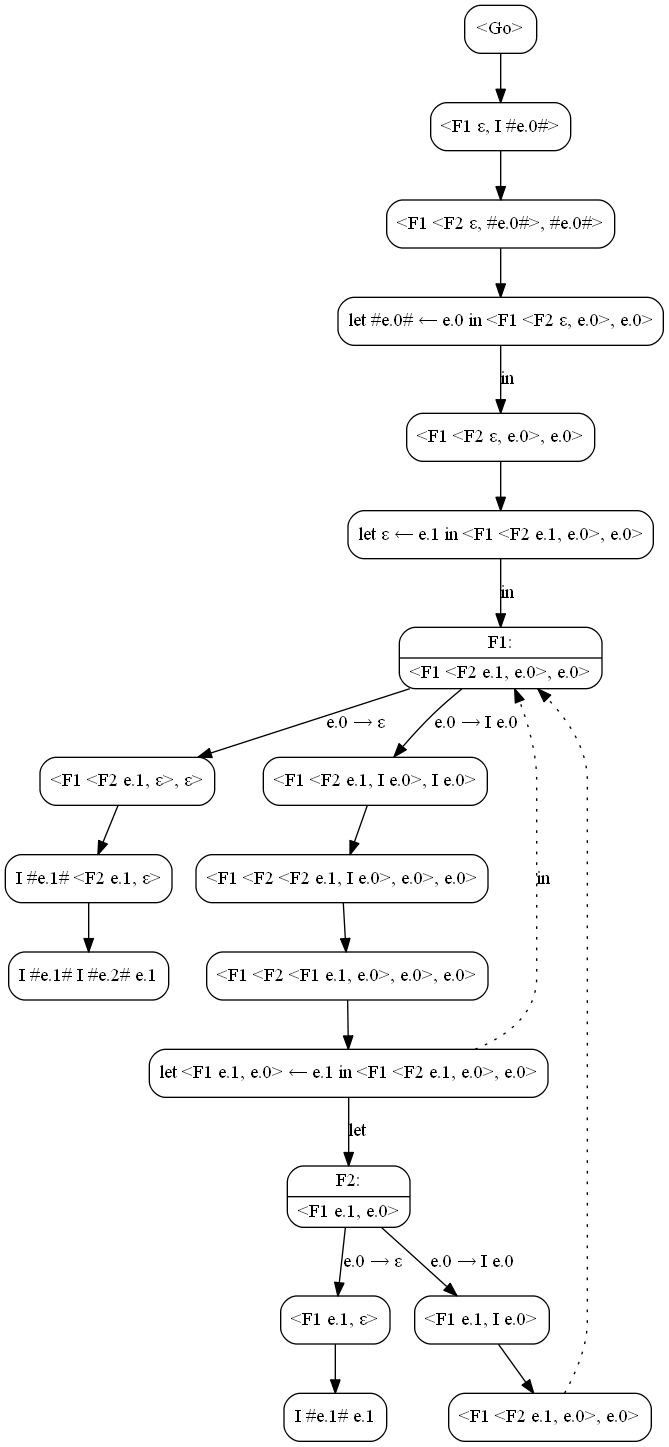 <Go>
<F1 ε, I #e.0#>
<F1 <F2 ε, #e.0#>, #e.0#>
let #e.0# ← e.0 in <F1 <F2 ε, e.0>, e.0>
in
<F1 <F2 ε, e.0>, e.0>
let ε ← e.1 in <F1 <F2 e.1, e.0>, e.0>
in
F1:
<F1 <F2 e.1, e.0>, e.0>
e.0 → ε
e.0 → I e.0
<F1 <F2 e.1, ε>, ε>
<F1 <F2 e.1, I e.0>, I e.0>
I #e.1# <F2 e.1, ε>
<F1 <F2 <F2 e.1, I e.0>, e.0>, e.0>
in
I #e.1# I #e.2# e.1
<F1 <F2 <F1 e.1, e.0>, e.0>, e.0>
let <F1 e.1, e.0> ← e.1 in <F1 <F2 e.1, e.0>, e.0>
let
F2:
<F1 e.1, e.0>
e.0 → ε
e.0 → I e.0
<F1 e.1, ε>
<F1 e.1, I e.0>
I #e.1# e.1
<F1 <F2 e.1, e.0>, e.0>